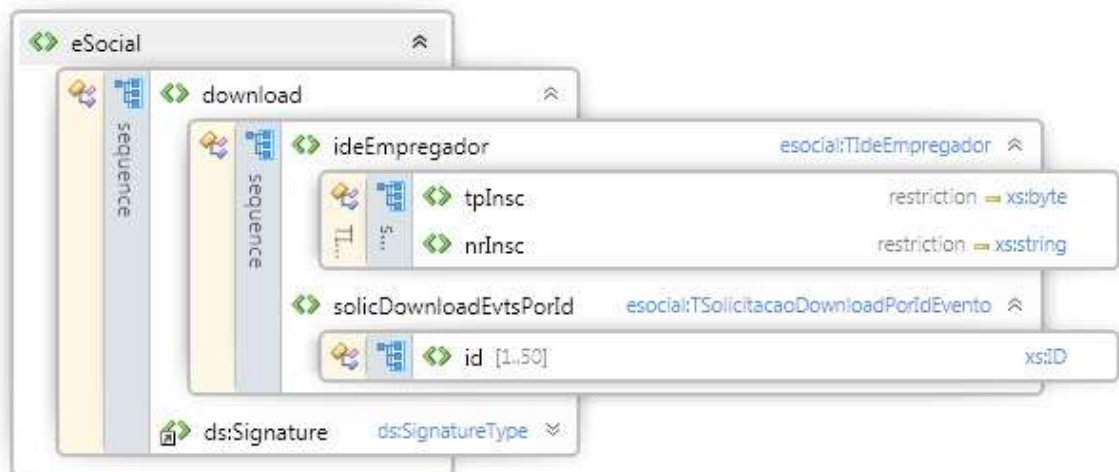 eSocial
sequence
download
sequence
ideEmpregador esocial:TIdeEmpregador
TI...
s...
tpInsc restriction xs:byte
nrInsc restriction xs:string
solicDownloadEvtsPorId esocial:TSolicitacaoDownloadPorIdEvento
id [1..50] xs:ID
ds:Signature ds:SignatureType